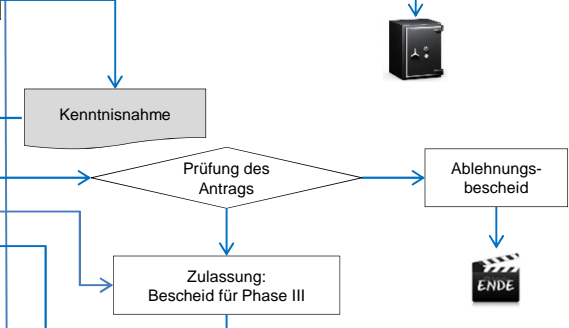 Kenntnisnahme
Prüfung des
Antrags
Ablehnungs-
bescheid
ENDE
Zulassung:
Bescheid für Phase III